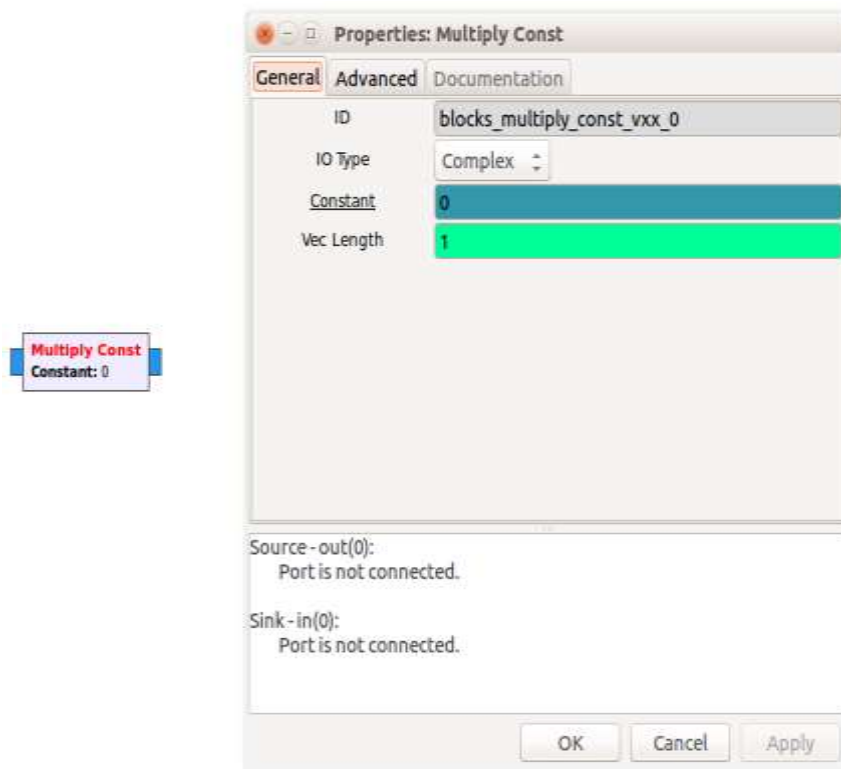 Properties: Multiply Const
General Advanced Documentation
ID blocks_multiply_const_vxx_0
IO Type Complex
Constant 0
Vec Length 1
Multiply Const
Constant: 0
Source - out(0):
Port is not connected.
Sink - in(0):
Port is not connected.
OK Cancel Apply